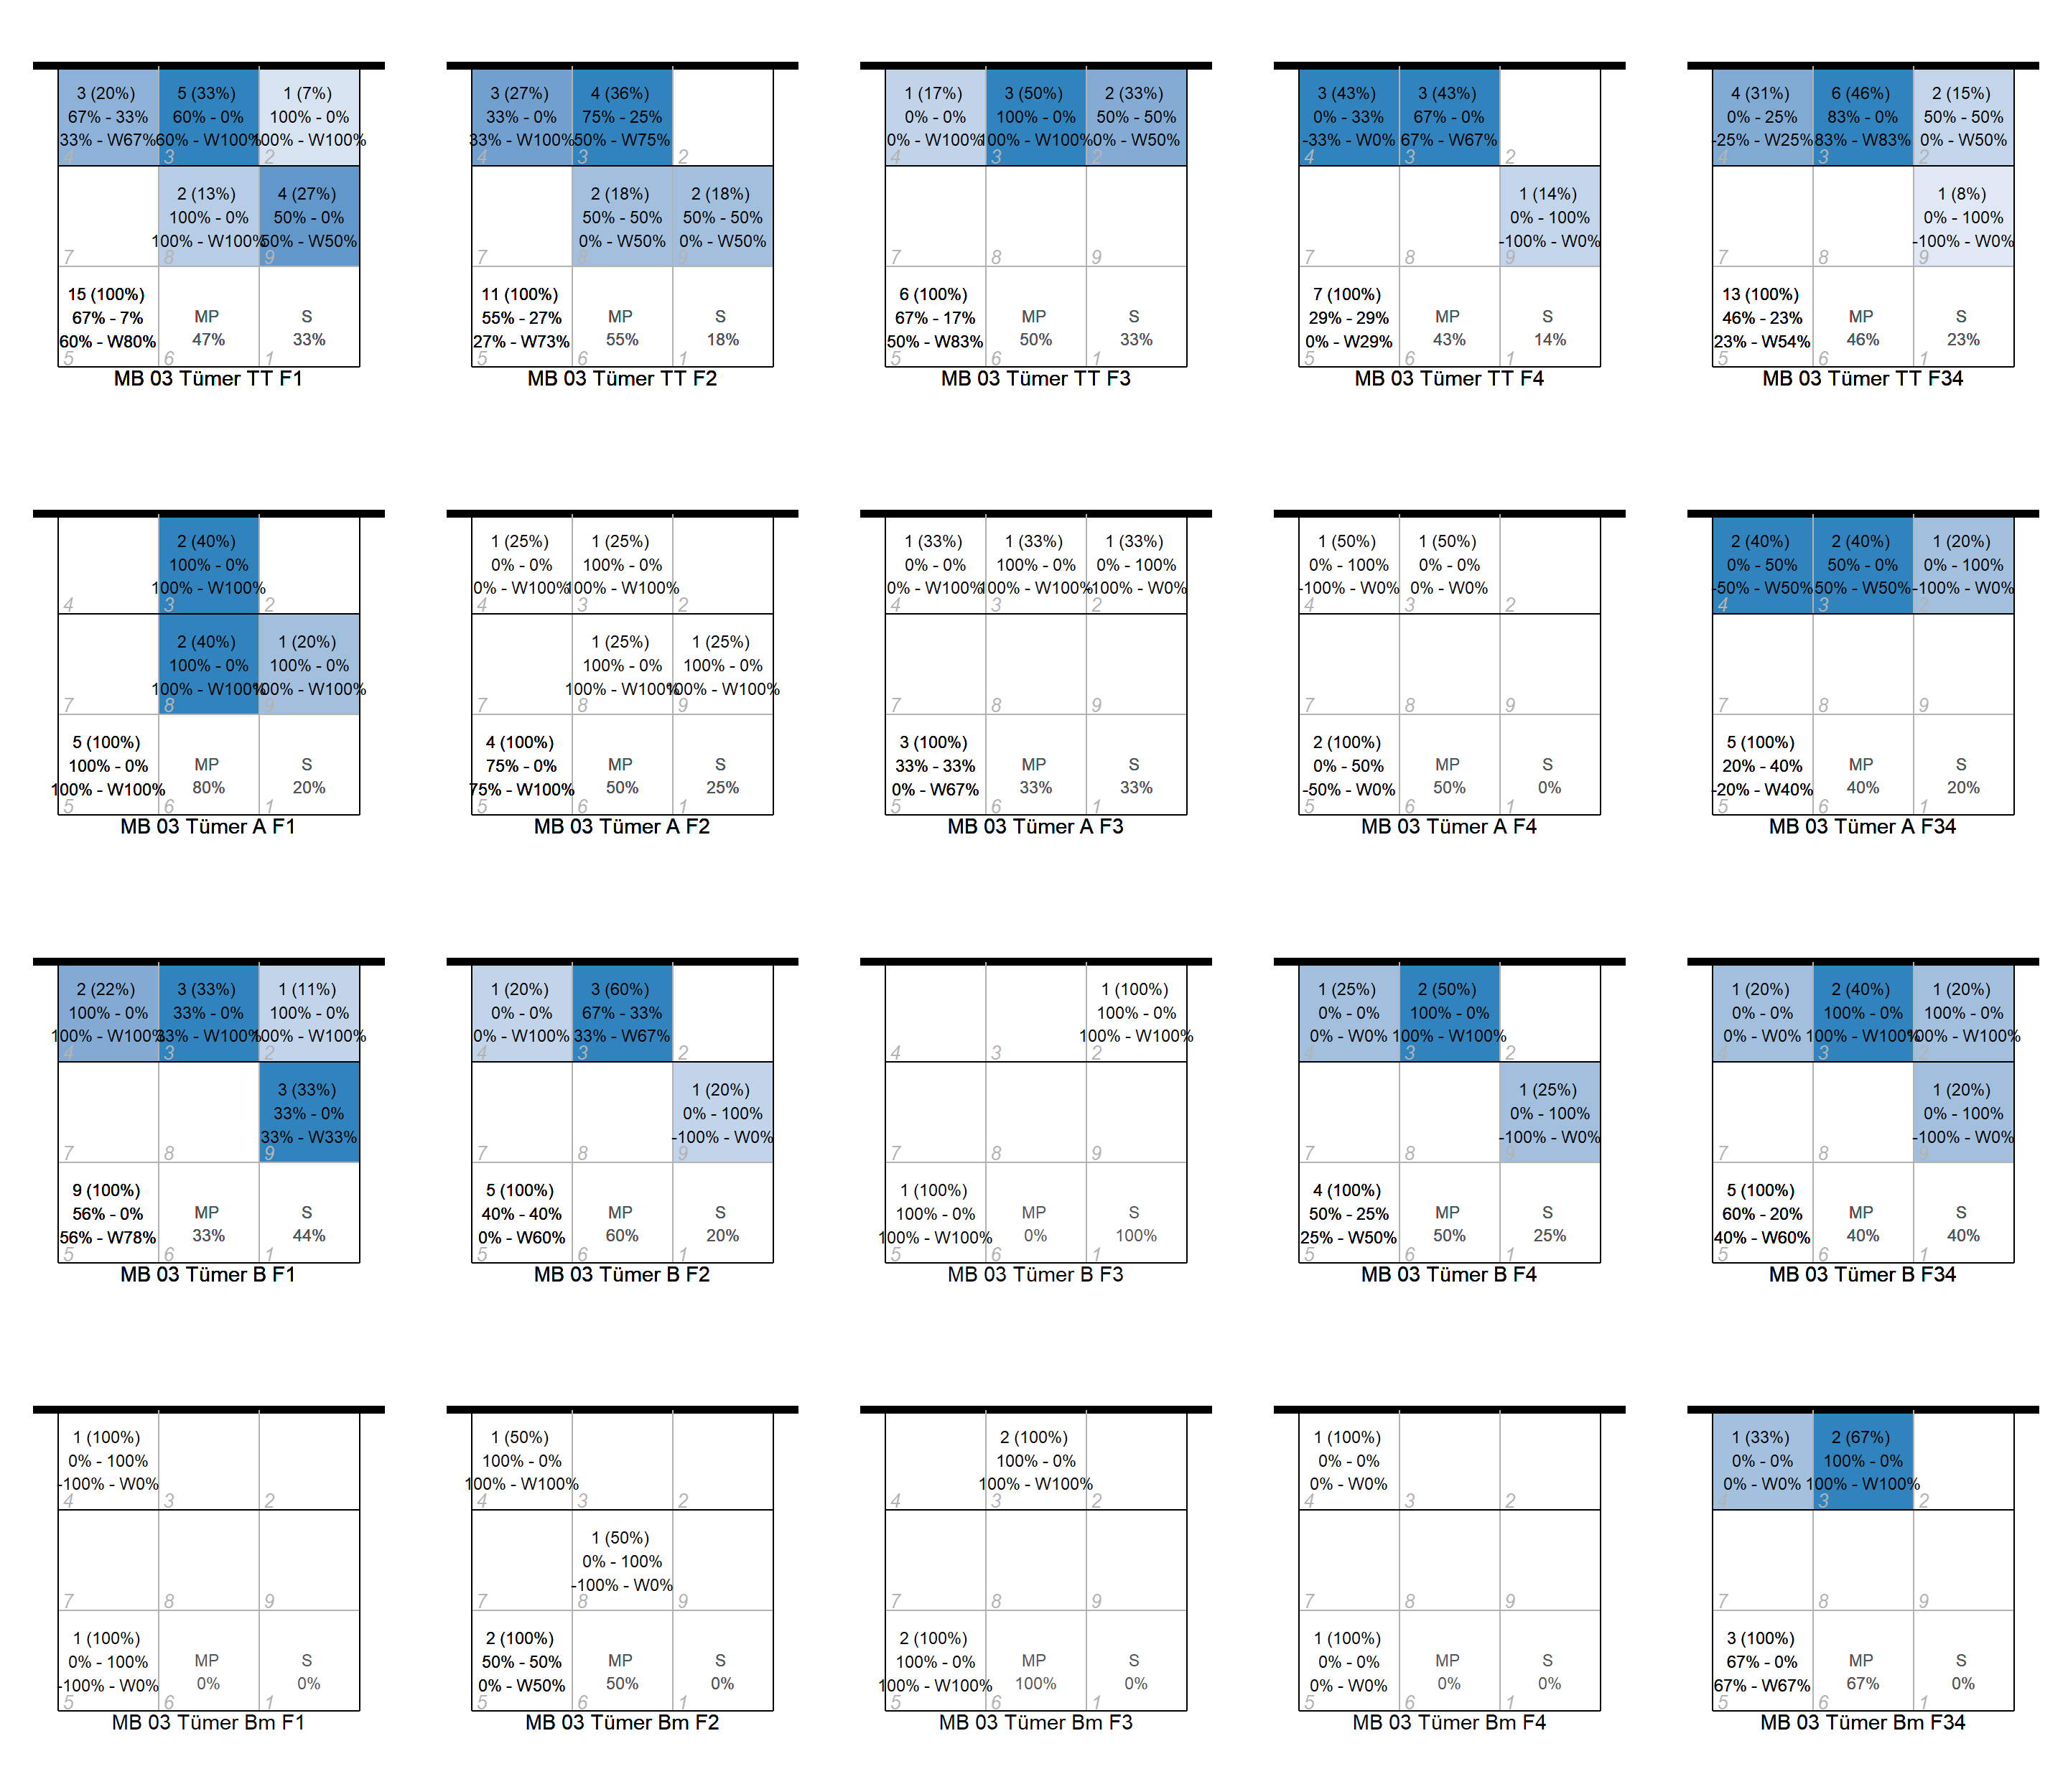 3 (20%)
67% - 33%
33% - W67%
4
5 (33%)
60% - 0%
60% - W100%
3
1 (7%)
100% - 0%
100% - W100%
2
7
2 (13%)
100% - 0%
100% - W100%
8
4 (27%)
50% - 0%
50% - W50%
9
15 (100%)
67% - 7%
60% - W80%
5
MP
47%
6
S
33%
1
MB 03 Tümer TT F1
3 (27%)
33% - 0%
33% - W100%
4
4 (36%)
75% - 25%
50% - W75%
3
2
7
2 (18%)
50% - 50%
0% - W50%
8
2 (18%)
50% - 50%
0% - W50%
9
11 (100%)
55% - 27%
27% - W73%
5
MP
55%
6
S
18%
1
MB 03 Tümer TT F2
1 (17%)
0% - 0%
0% - W100%
4
3 (50%)
100% - 0%
100% - W100%
3
2 (33%)
50% - 50%
0% - W50%
2
7
8
9
6 (100%)
67% - 17%
50% - W83%
5
MP
50%
6
S
33%
1
MB 03 Tümer TT F3
3 (43%)
0% - 33%
-33% - W0%
4
3 (43%)
67% - 0%
67% - W67%
3
2
7
8
1 (14%)
0% - 100%
-100% - W0%
9
7 (100%)
29% - 29%
0% - W29%
5
MP
43%
6
S
14%
1
MB 03 Tümer TT F4
4 (31%)
0% - 25%
-25% - W25%
4
6 (46%)
83% - 0%
83% - W83%
3
2 (15%)
50% - 50%
0% - W50%
2
7
8
1 (8%)
0% - 100%
-100% - W0%
9
13 (100%)
46% - 23%
23% - W54%
5
MP
46%
6
S
23%
1
MB 03 Tümer TT F34
4
2 (40%)
100% - 0%
100% - W100%
3
2
7
2 (40%)
100% - 0%
100% - W100%
8
1 (20%)
100% - 0%
100% - W100%
9
5 (100%)
100% - 0%
100% - W100%
5
MP
80%
6
S
20%
1
MB 03 Tümer A F1
1 (25%)
0% - 0%
0% - W100%
4
1 (25%)
100% - 0%
100% - W100%
3
2
7
1 (25%)
100% - 0%
100% - W100%
8
1 (25%)
100% - 0%
100% - W100%
9
4 (100%)
75% - 0%
75% - W100%
5
MP
50%
6
S
25%
1
MB 03 Tümer A F2
1 (33%)
0% - 0%
0% - W100%
4
1 (33%)
100% - 0%
100% - W100%
3
1 (33%)
0% - 100%
-100% - W0%
2
7
8
9
3 (100%)
33% - 33%
0% - W67%
5
MP
33%
6
S
33%
1
MB 03 Tümer A F3
1 (50%)
0% - 100%
-100% - W0%
4
1 (50%)
0% - 0%
0% - W0%
3
2
7
8
9
2 (100%)
0% - 50%
-50% - W0%
5
MP
50%
6
S
0%
1
MB 03 Tümer A F4
2 (40%)
0% - 50%
-50% - W50%
4
2 (40%)
50% - 0%
50% - W50%
3
1 (20%)
0% - 100%
-100% - W0%
2
7
8
9
5 (100%)
20% - 40%
-20% - W40%
5
MP
40%
6
S
20%
1
MB 03 Tümer A F34
2 (22%)
100% - 0%
100% - W100%
4
3 (33%)
33% - 0%
33% - W100%
3
1 (11%)
100% - 0%
100% - W100%
2
7
8
3 (33%)
33% - 0%
33% - W33%
9
9 (100%)
56% - 0%
56% - W78%
5
MP
33%
6
S
44%
1
MB 03 Tümer B F1
1 (20%)
0% - 0%
0% - W100%
4
3 (60%)
67% - 33%
33% - W67%
3
2
7
8
1 (20%)
0% - 100%
-100% - W0%
9
5 (100%)
40% - 40%
0% - W60%
5
MP
60%
6
S
20%
1
MB 03 Tümer B F2
4
3
1 (100%)
100% - 0%
100% - W100%
2
7
8
9
1 (100%)
100% - 0%
100% - W100%
5
MP
0%
6
S
100%
1
MB 03 Tümer B F3
1 (25%)
0% - 0%
0% - W0%
4
2 (50%)
100% - 0%
100% - W100%
3
2
7
8
1 (25%)
0% - 100%
-100% - W0%
9
4 (100%)
50% - 25%
25% - W50%
5
MP
50%
6
S
25%
1
MB 03 Tümer B F4
1 (20%)
0% - 0%
0% - W0%
4
2 (40%)
100% - 0%
100% - W100%
3
1 (20%)
100% - 0%
100% - W100%
2
7
8
1 (20%)
0% - 100%
-100% - W0%
9
5 (100%)
60% - 20%
40% - W60%
5
MP
40%
6
S
40%
1
MB 03 Tümer B F34
1 (100%)
0% - 100%
-100% - W0%
4
3
2
7
8
9
1 (100%)
0% - 100%
-100% - W0%
5
MP
0%
6
S
0%
1
MB 03 Tümer Bm F1
1 (50%)
100% - 0%
100% - W100%
4
3
2
7
1 (50%)
0% - 100%
-100% - W0%
8
9
2 (100%)
50% - 50%
0% - W50%
5
MP
50%
6
S
0%
1
MB 03 Tümer Bm F2
4
2 (100%)
100% - 0%
100% - W100%
3
2
7
8
9
2 (100%)
100% - 0%
100% - W100%
5
MP
100%
6
S
0%
1
MB 03 Tümer Bm F3
1 (100%)
0% - 0%
0% - W0%
4
3
2
7
8
9
1 (100%)
0% - 0%
0% - W0%
5
MP
0%
6
S
0%
1
MB 03 Tümer Bm F4
1 (33%)
0% - 0%
0% - W0%
4
2 (67%)
100% - 0%
100% - W100%
3
2
7
8
9
3 (100%)
67% - 0%
67% - W67%
5
MP
67%
6
S
0%
1
MB 03 Tümer Bm F34